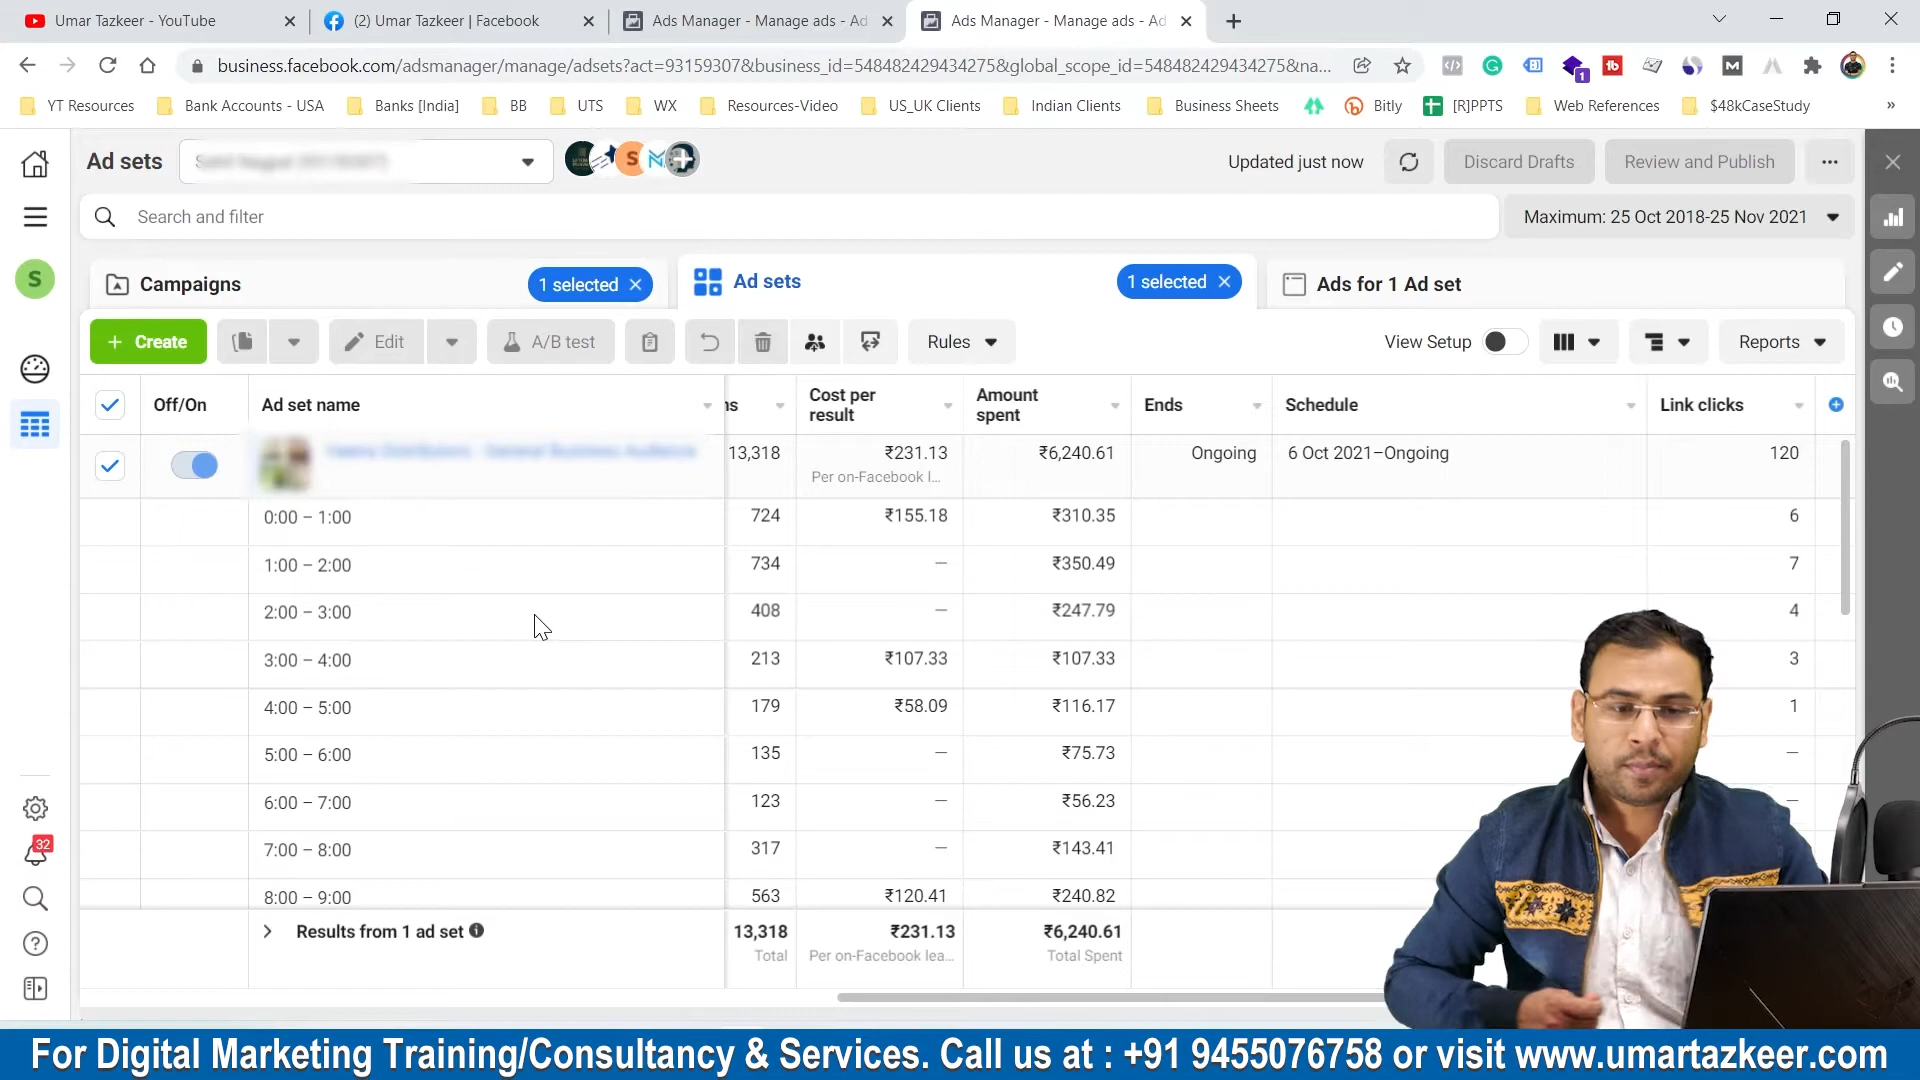 Umar Tazkeer - YouTube
(2) Umar Tazkeer | Facebook
Ads Manager - Manage ads - Ad
Ads Manager - Manage ads - Ad
business.facebook.com/adsmanager/manage/adsets?act=93159307&business_id=548482429434275&global_scope_id=548482429434275&na...
YT Resources
Bank Accounts - USA
Banks [India]
BB
UTS
WX
Resources-Video
US_UK Clients
Indian Clients
Business Sheets
Bitly
[R]PPTS
Web References
$48kCaseStudy
»
Ad sets
Updated just now
Discard Drafts
Review and Publish
Search and filter
Maximum: 25 Oct 2018-25 Nov 2021
Campaigns
1 selected
Ad sets
1 selected
Ads for 1 Ad set
+ Create
Edit
A/B test
Rules
View Setup
Reports
Off/On
Ad set name
ns
Cost per result
Amount spent
Ends
Schedule
Link clicks
13,318 ₹231.13 ₹6,240.61 Ongoing 6 Oct 2021–Ongoing 120
Per on-Facebook l...
0:00 – 1:00 724 ₹155.18 ₹310.35 6
1:00 – 2:00 734 — ₹350.49 7
2:00 – 3:00 408 — ₹247.79 4
3:00 – 4:00 213 ₹107.33 ₹107.33 3
4:00 – 5:00 179 ₹58.09 ₹116.17 1
5:00 – 6:00 135 — ₹75.73 —
6:00 – 7:00 123 — ₹56.23 —
7:00 – 8:00 317 — ₹143.41
8:00 – 9:00 563 ₹120.41 ₹240.82
Results from 1 ad set 13,318 ₹231.13 ₹6,240.61
Total Per on-Facebook lea... Total Spent
S
S
32
1
For Digital Marketing Training/Consultancy & Services. Call us at : +91 9455076758 or visit www.umartazkeer.com